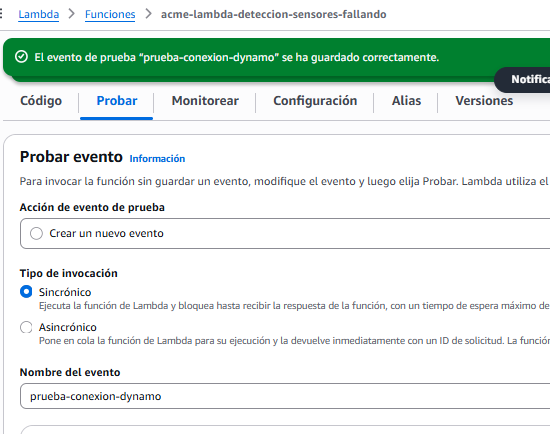 Lambda > Funciones > acme-lambda-deteccion-sensores-fallando
El evento de prueba “prueba-conexion-dynamo” se ha guardado correctamente.
Notifica
Código Probar Monitorear Configuración Alias Versiones
Probar evento Información
Para invocar la función sin guardar un evento, modifique el evento y luego elija Probar. Lambda utiliza el
Acción de evento de prueba
Crear un nuevo evento
Tipo de invocación
Sincrónico
Ejecuta la función de Lambda y bloquea hasta recibir la respuesta de la función, con un tiempo de espera máximo de
Asincrónico
Pone en cola la función de Lambda para su ejecución y la devuelve inmediatamente con un ID de solicitud. La función
Nombre del evento
prueba-conexion-dynamo